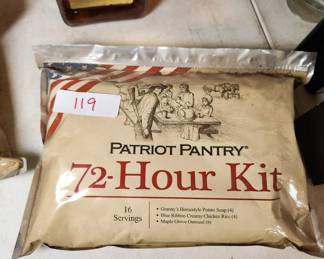 119
PATRIOT PANTRY®
72-Hour Kit
16
Servings
• Granny's Homestyle Potato Soup (4)
• Blue Ribbon Creamy Chicken Rice (4)
• Maple Grove Oatmeal (8)